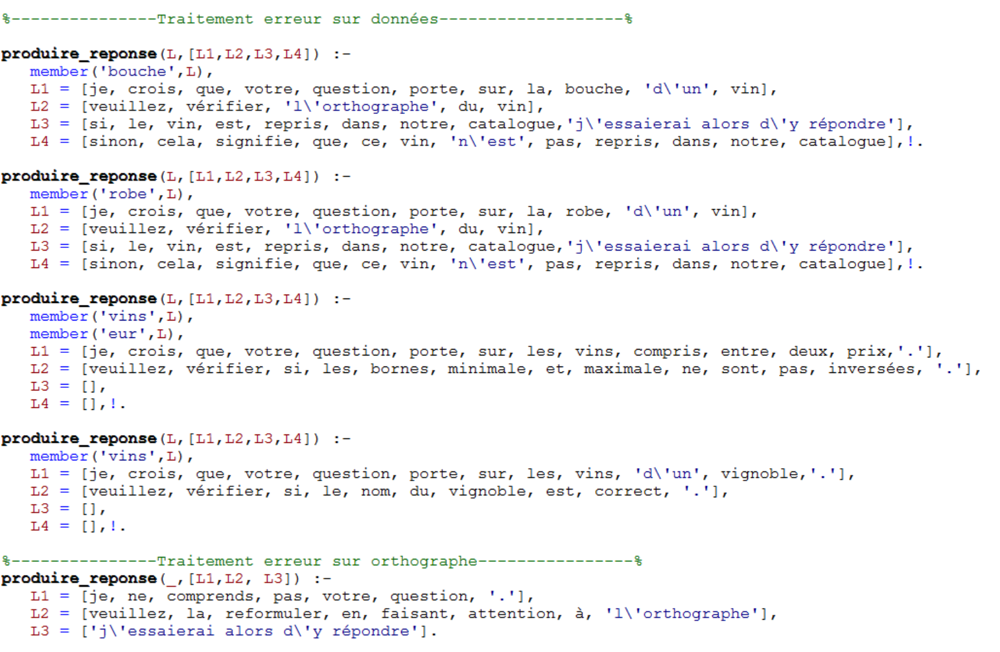 %---------------Traitement erreur sur données-------------------%
produire_reponse(L,[L1,L2,L3,L4]) :-
member('bouche',L),
L1 = [je, crois, que, votre, question, porte, sur, la, bouche, 'd\'un', vin],
L2 = [veuillez, vérifier, 'l\'orthographe', du, vin],
L3 = [si, le, vin, est, repris, dans, notre, catalogue,'j\'essaierai alors d\'y répondre'],
L4 = [sinon, cela, signifie, que, ce, vin, 'n\'est', pas, repris, dans, notre, catalogue],!.
produire_reponse(L,[L1,L2,L3,L4]) :-
member('robe',L),
L1 = [je, crois, que, votre, question, porte, sur, la, robe, 'd\'un', vin],
L2 = [veuillez, vérifier, 'l\'orthographe', du, vin],
L3 = [si, le, vin, est, repris, dans, notre, catalogue,'j\'essaierai alors d\'y répondre'],
L4 = [sinon, cela, signifie, que, ce, vin, 'n\'est', pas, repris, dans, notre, catalogue],!.
produire_reponse(L,[L1,L2,L3,L4]) :-
member('vins',L),
member('eur',L),
L1 = [je, crois, que, votre, question, porte, sur, les, vins, compris, entre, deux, prix,'.'],
L2 = [veuillez, vérifier, si, les, bornes, minimale, et, maximale, ne, sont, pas, inversées, '.'],
L3 = [],
L4 = [],!.
produire_reponse(L,[L1,L2,L3,L4]) :-
member('vins',L),
L1 = [je, crois, que, votre, question, porte, sur, les, vins, 'd\'un', vignoble,'.'],
L2 = [veuillez, vérifier, si, le, nom, du, vignoble, est, correct, '.'],
L3 = [],
L4 = [],!.
%---------------Traitement erreur sur orthographe----------------%
produire_reponse(_,[L1,L2, L3]) :-
L1 = [je, ne, comprends, pas, votre, question, '.'],
L2 = [veuillez, la, reformuler, en, faisant, attention, à, 'l\'orthographe'],
L3 = ['j\'essaierai alors d\'y répondre'].